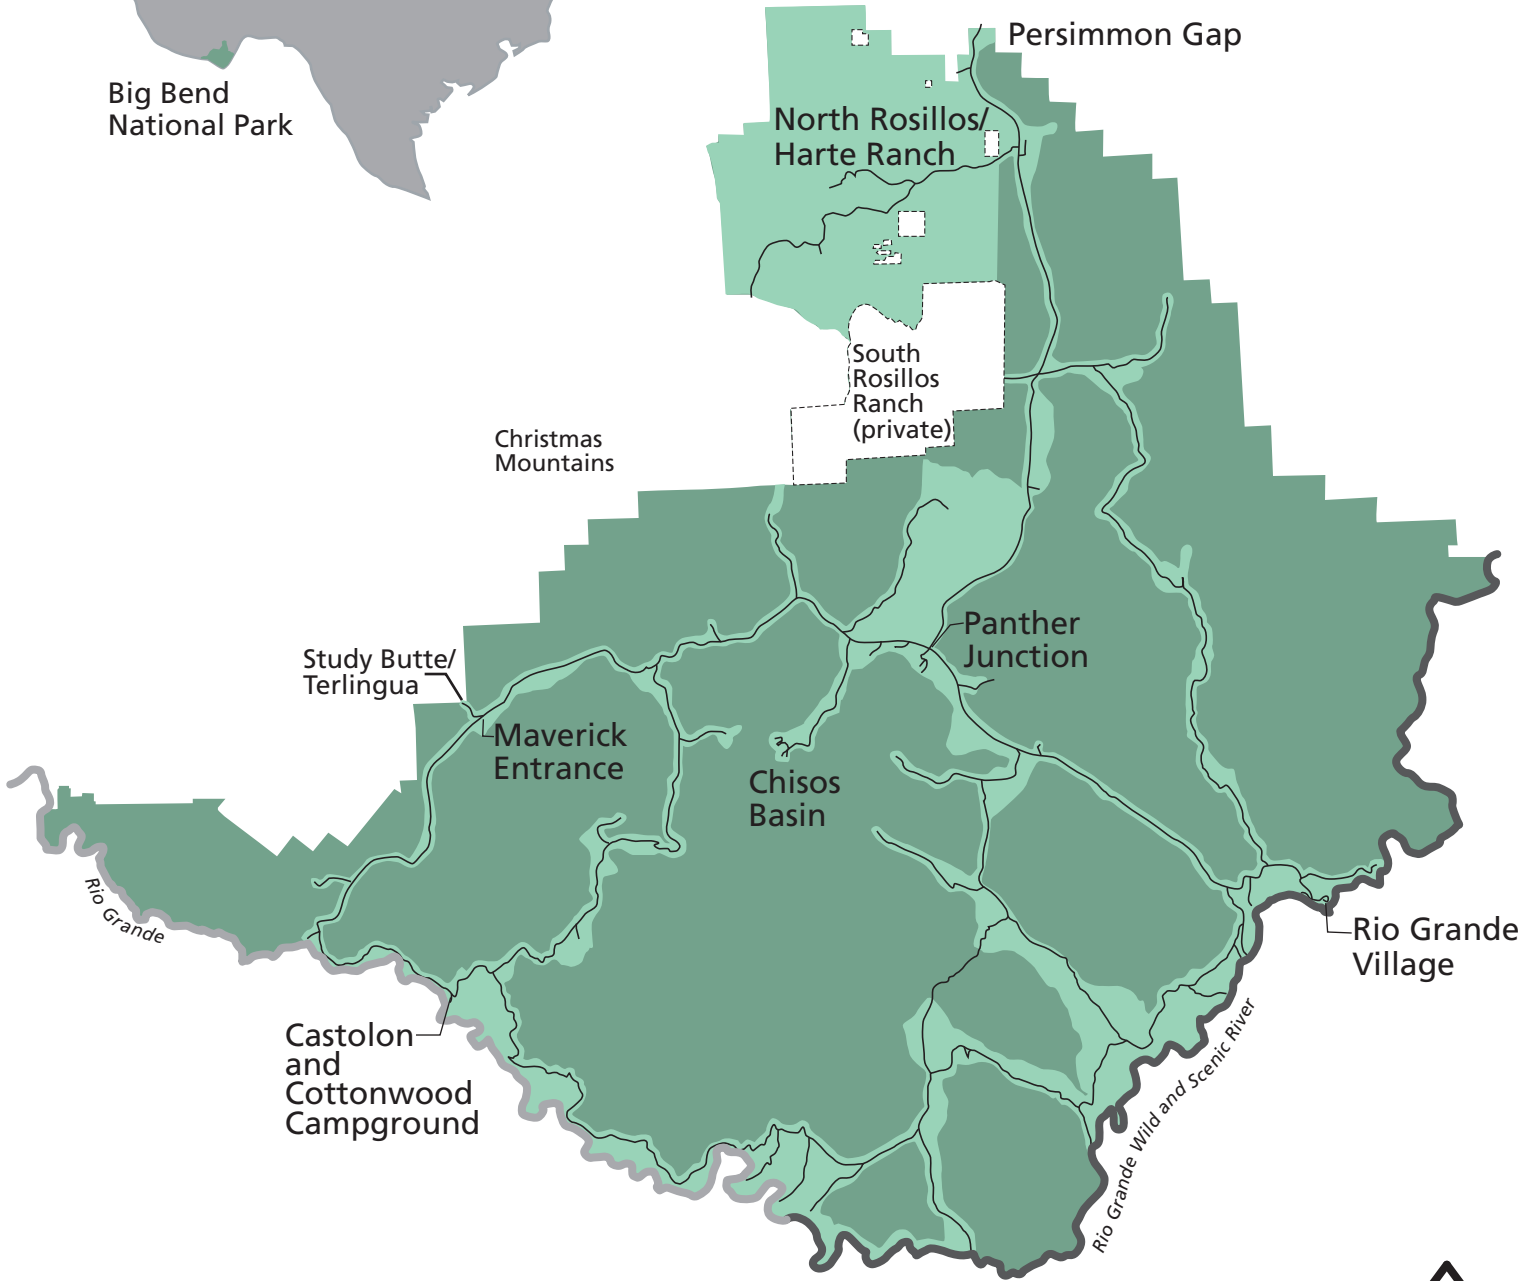 Big Bend
National Park
Persimmon Gap
North Rosillos/
Harte Ranch
South
Rosillos
Ranch
(private)
Christmas
Mountains
Panther
Junction
Study Butte/
Terlingua
Maverick
Entrance
Chisos
Basin
Rio Grande
Rio Grande
Village
Castolon
and
Cottonwood
Campground
Rio Grande Wild and Scenic River